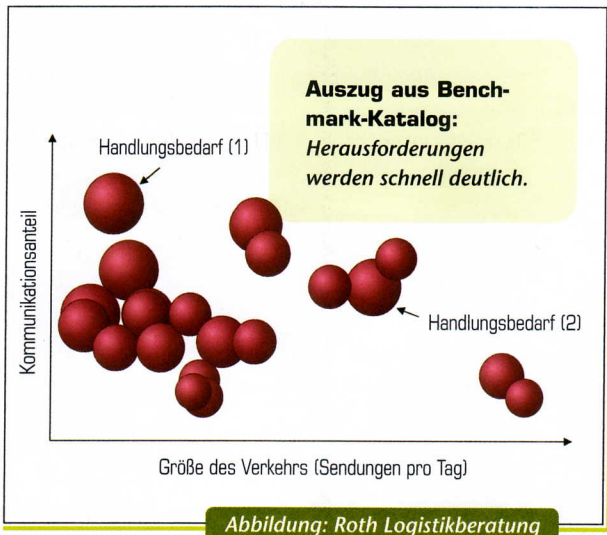 Auszug aus Bench-
mark-Katalog:
Herausforderungen
werden schnell deutlich.
Handlungsbedarf (1)
Kommunikationsanteil
Handlungsbedarf (2)
Größe des Verkehrs (Sendungen pro Tag)
Abbildung: Roth Logistikberatung